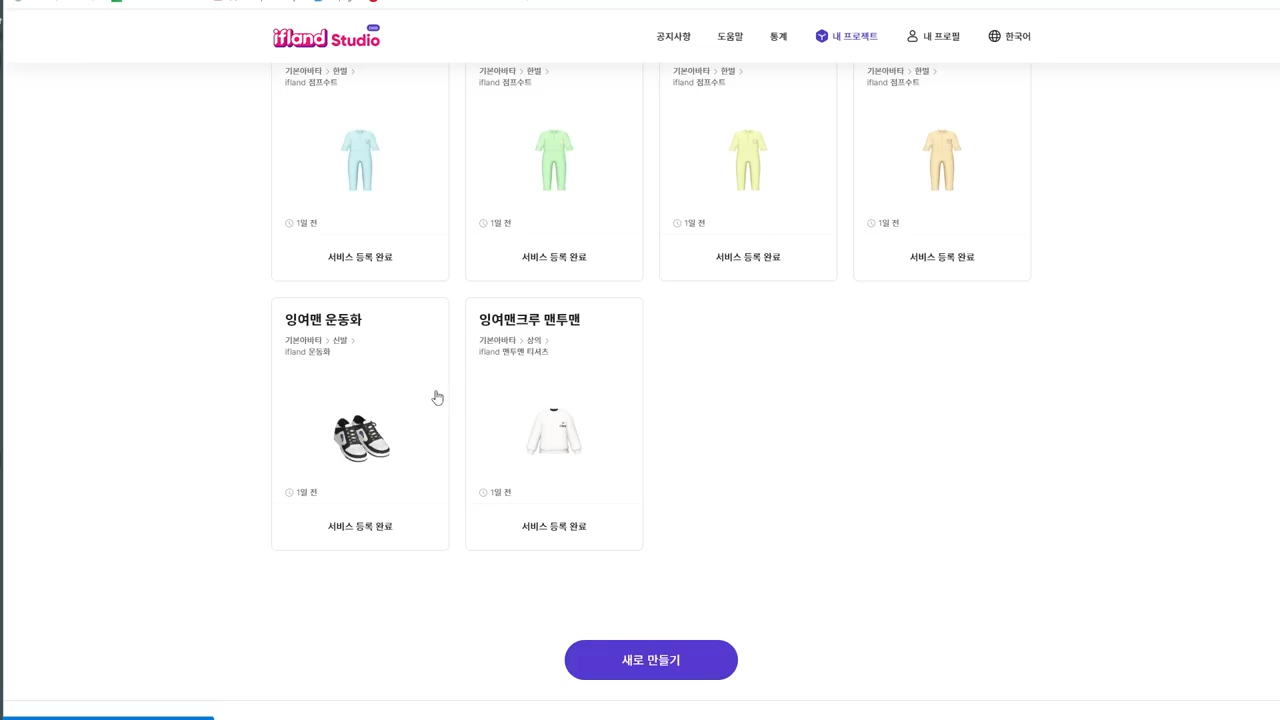 ifland Studio beta
공지사항
도움말
통계
내 프로젝트
내 프로필
한국어
기본아바타 > 한벌 >
ifland 점프수트
1일 전
서비스 등록 완료
기본아바타 > 한벌 >
ifland 점프수트
1일 전
서비스 등록 완료
기본아바타 > 한벌 >
ifland 점프수트
1일 전
서비스 등록 완료
기본아바타 > 한벌 >
ifland 점프수트
1일 전
서비스 등록 완료
잉여맨 운동화
기본아바타 > 신발 >
ifland 운동화
1일 전
서비스 등록 완료
잉여맨크루 맨투맨
기본아바타 > 상의 >
ifland 맨투맨 티셔츠
1일 전
서비스 등록 완료
새로 만들기